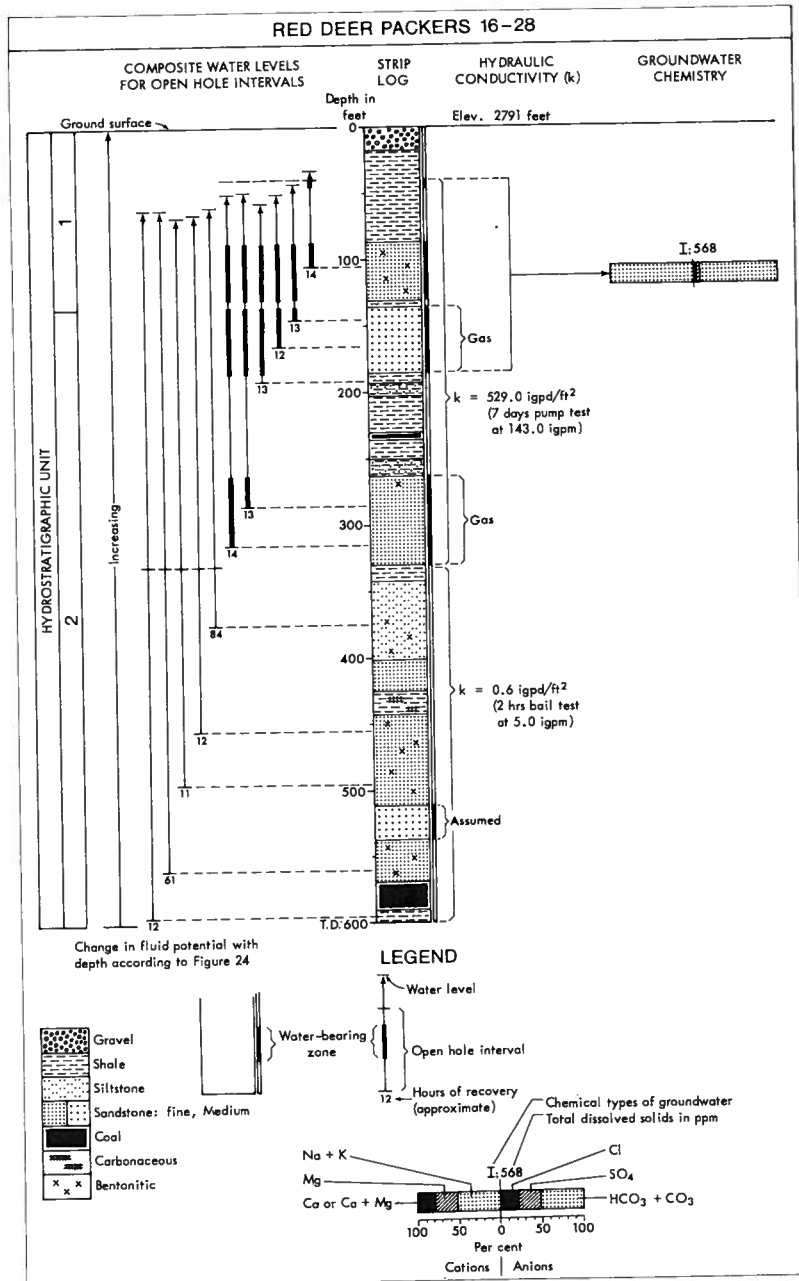 RED DEER PACKERS 16-28
COMPOSITE WATER LEVELS
FOR OPEN HOLE INTERVALS
STRIP
LOG
HYDRAULIC
CONDUCTIVITY (k)
GROUNDWATER
CHEMISTRY
Depth in
feet
Ground surface
0
Elev. 2791 feet
HYDROSTRATIGRAPHIC UNIT
1
2
Increasing
100
200
300
400
500
T.D. 600
14
13
12
13
13
14
84
12
11
61
12
Gas
k = 529.0 igpd/ft²
(7 days pump test
at 143.0 igpm)
Gas
k = 0.6 igpd/ft²
(2 hrs bail test
at 5.0 igpm)
Assumed
I:568
Change in fluid potential with
depth according to Figure 24
LEGEND
Gravel
Shale
Siltstone
Sandstone: fine, Medium
Coal
Carbonaceous
Bentonitic
Water-bearing
zone
Water level
Open hole interval
12
Hours of recovery
(approximate)
Chemical types of groundwater
Total dissolved solids in ppm
I:568
Na + K
Mg
Ca or Ca + Mg
Cl
SO₄
HCO₃ + CO₃
100 50 0 50 100
Per cent
Cations | Anions